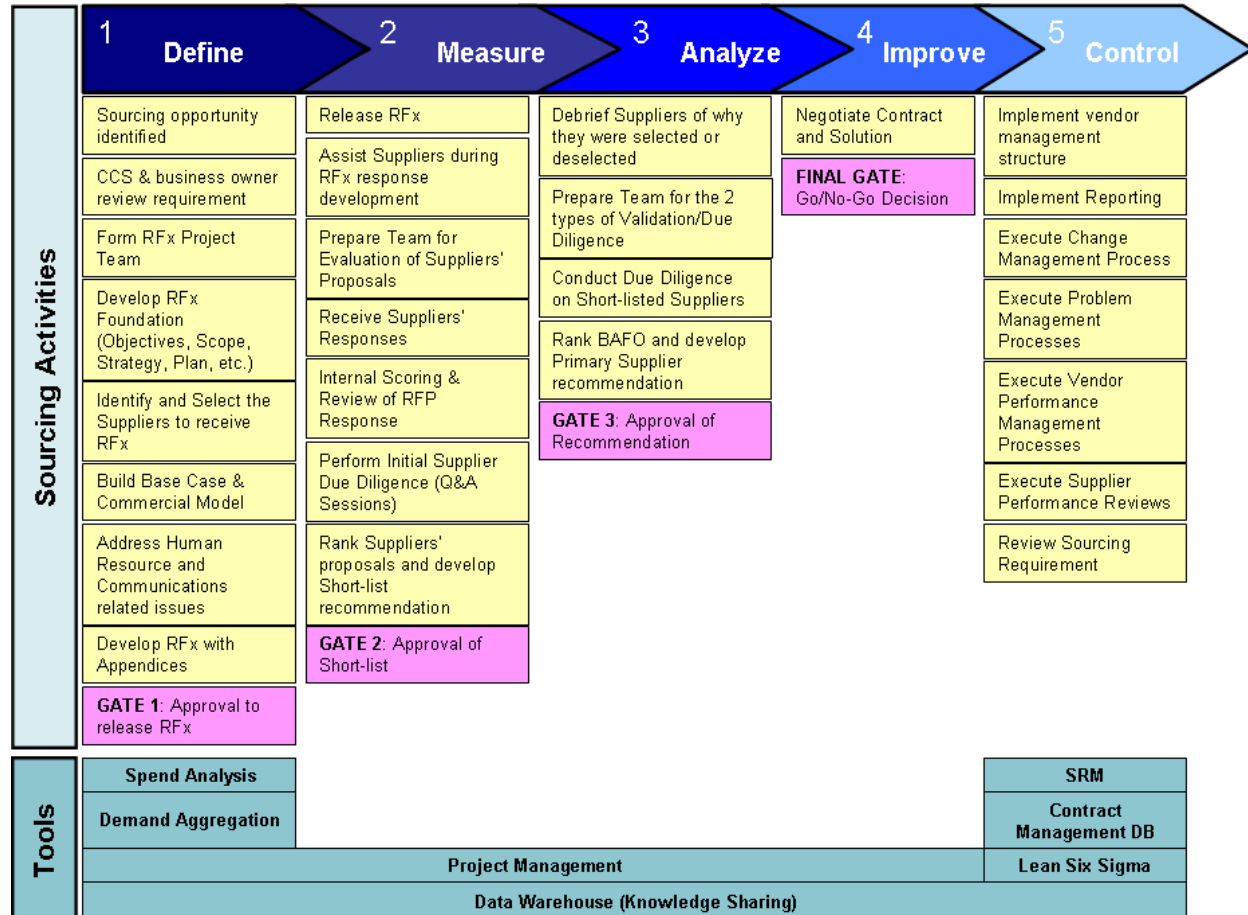 1 Define
2 Measure
3 Analyze
4 Improve
5 Control
Sourcing Activities
Sourcing opportunity
identified
CCS & business owner
review requirement
Form RFx Project
Team
Develop RFx
Foundation
(Objectives, Scope,
Strategy, Plan, etc.)
Identify and Select the
Suppliers to receive
RFx
Build Base Case &
Commercial Model
Address Human
Resource and
Communications
related issues
Develop RFx with
Appendices
GATE 1: Approval to
release RFx
Release RFx
Assist Suppliers during
RFx response
development
Prepare Team for
Evaluation of Suppliers'
Proposals
Receive Suppliers'
Responses
Internal Scoring &
Review of RFP
Response
Perform Initial Supplier
Due Diligence (Q&A
Sessions)
Rank Suppliers'
proposals and develop
Short-list
recommendation
GATE 2: Approval of
Short-list
Debrief Suppliers of why
they were selected or
deselected
Prepare Team for the 2
types of Validation/Due
Diligence
Conduct Due Diligence
on Short-listed Suppliers
Rank BAFO and develop
Primary Supplier
recommendation
GATE 3: Approval of
Recommendation
Negotiate Contract
and Solution
FINAL GATE:
Go/No-Go Decision
Implement vendor
management
structure
Implement Reporting
Execute Change
Management Process
Execute Problem
Management
Processes
Execute Vendor
Performance
Management
Processes
Execute Supplier
Performance Reviews
Review Sourcing
Requirement
Tools
Spend Analysis
Demand Aggregation
SRM
Contract
Management DB
Project Management
Lean Six Sigma
Data Warehouse (Knowledge Sharing)